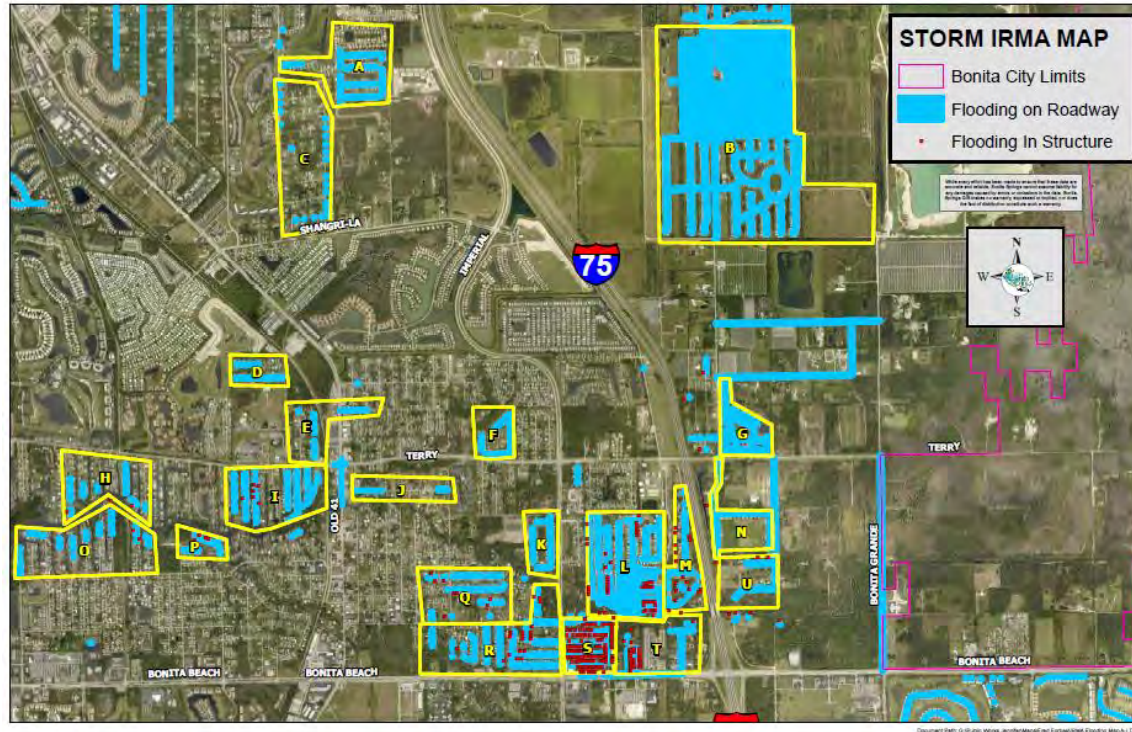 STORM IRMA MAP
Bonita City Limits
Flooding on Roadway
Flooding In Structure
N
W
E
S
A
B
C
SHANGRI-LA
IMPERIAL
75
D
E
F
G
TERRY
TERRY
H
I
J
OLD 41
O
P
K
L
M
N
U
BONITA GRANDE
Q
R
S
T
BONITA BEACH
BONITA BEACH
BONITA BEACH